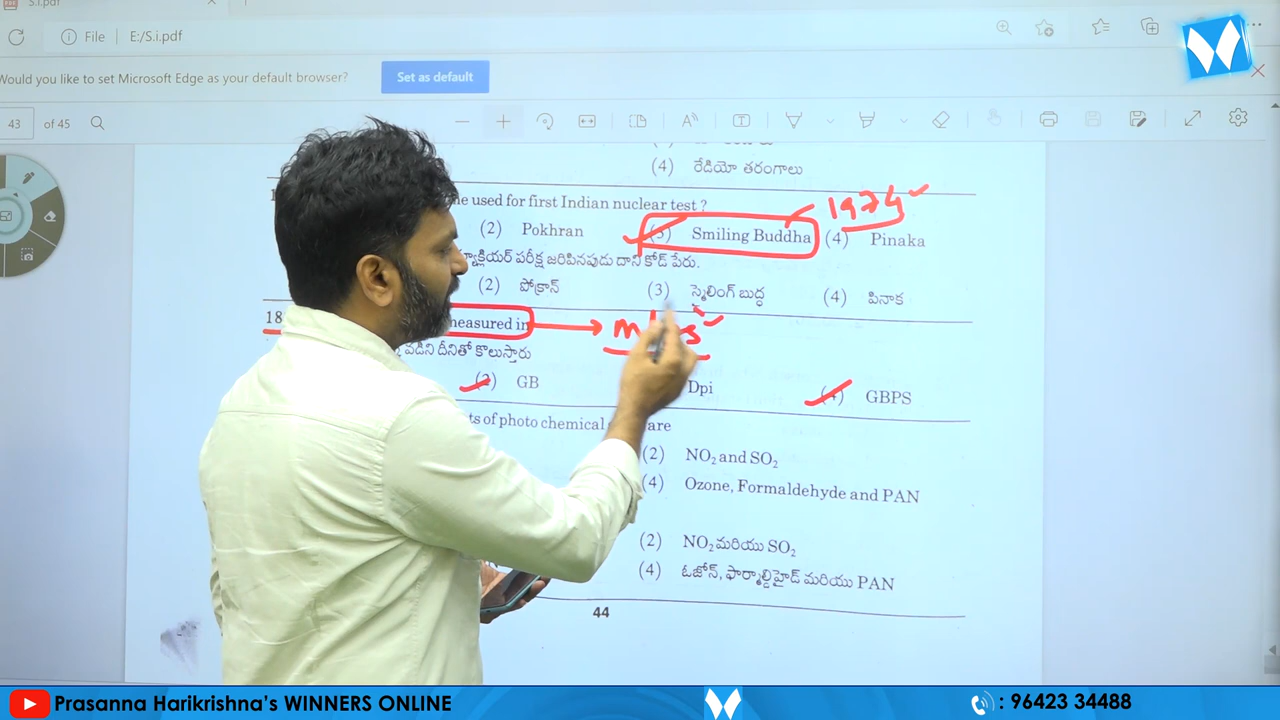 S.i.pdf
File E:/S.i.pdf
Would you like to set Microsoft Edge as your default browser? Set as default
43 of 45
(4) రేడియో తరంగాలు
used for first Indian nuclear test ? 1974
(2) Pokhran (3) Smiling Buddha (4) Pinaka
పరీక్ష జరిపినపుడు దాని కోడ్ పేరు.
(2) పోక్రాన్ (3) స్మైలింగ్ బుద్ధ (4) పినాక
18 measured in
వడిని దీనితో కొలుస్తారు
GB Dpi GBPS
of photo chemical are
(2) NO₂ and SO₂
(4) Ozone, Formaldehyde and PAN
(2) NO₂ మరియు SO₂
(4) ఓజోన్, ఫార్మాల్డిహైడ్ మరియు PAN
44
Prasanna Harikrishna's WINNERS ONLINE : 96423 34488